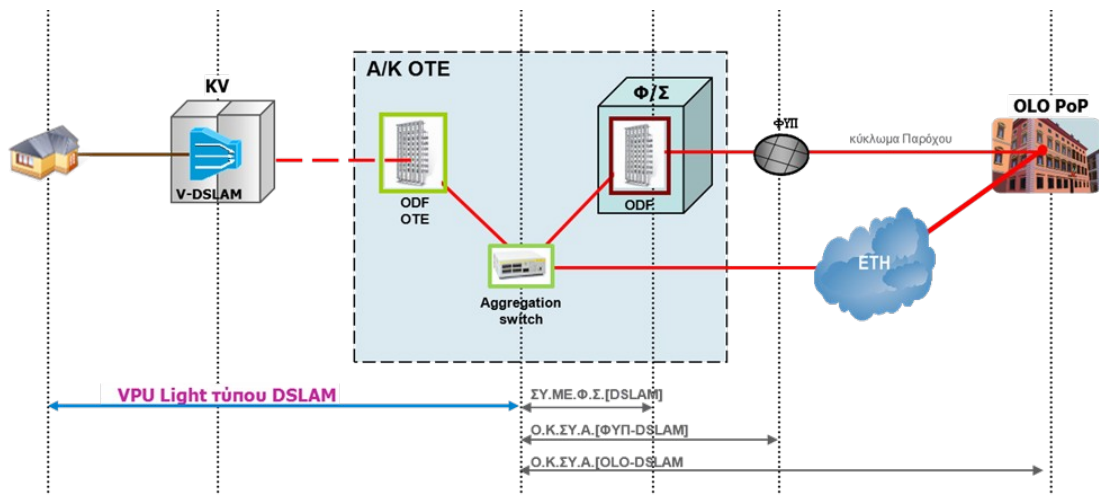 Α/Κ ΟΤΕ
KV
Φ/Σ
ΦΥΠ
OLO PoP
κύκλωμα Παρόχου
V-DSLAM
ODF
OTE
ODF
ETH
Aggregation
switch
VPU Light τύπου DSLAM
ΣΥ.ΜΕ.Φ.Σ.[DSLAM]
Ο.Κ.ΣΥ.Α.[ΦΥΠ-DSLAM]
Ο.Κ.ΣΥ.Α.[OLO-DSLAM